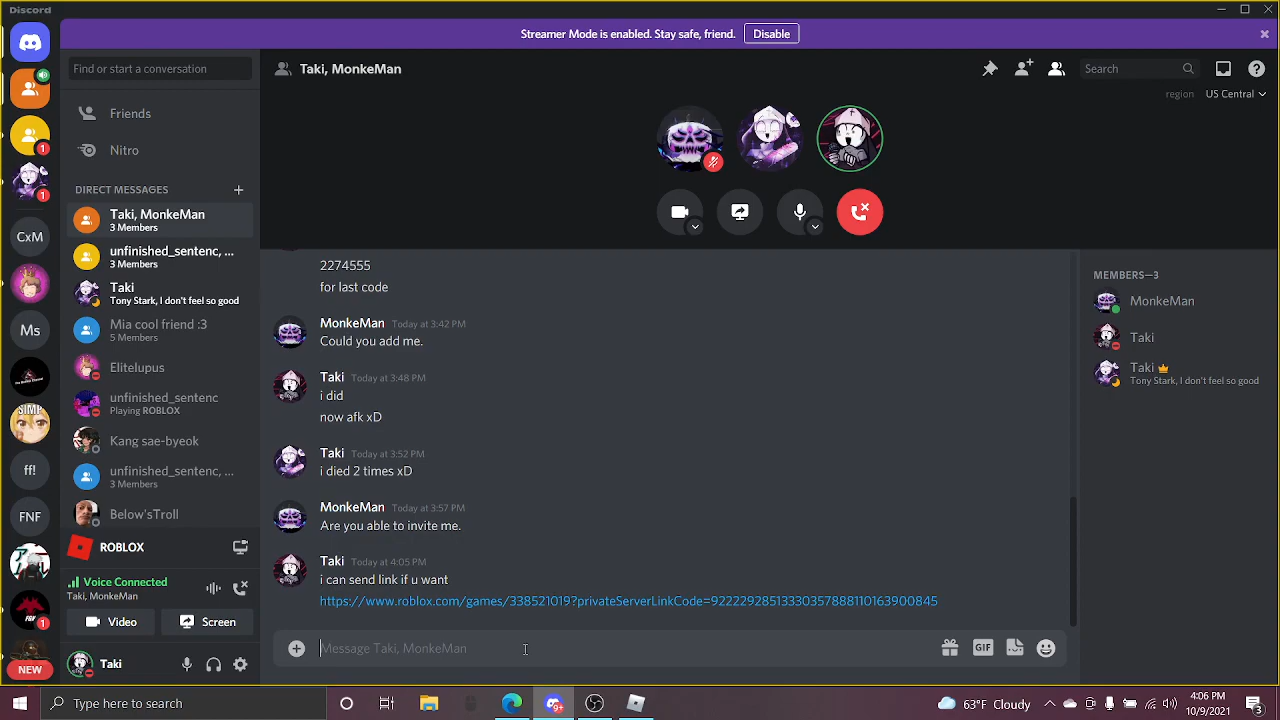 Discord
Streamer Mode is enabled. Stay safe, friend.
Disable
Find or start a conversation
Taki, MonkeMan
Search
region
US Central
Friends
Nitro
DIRECT MESSAGES
Taki, MonkeMan
3 Members
unfinished_sentenc, ...
3 Members
Taki
Tony Stark, I don't feel so good
Mia cool friend :3
5 Members
Elitelupus
unfinished_sentenc
Playing ROBLOX
Kang sae-byeok
unfinished_sentenc, ...
3 Members
Below'sTroll
1
1
CxM
Ms
SIMP
ff!
FNF
1
NEW
ROBLOX
Voice Connected
Taki, MonkeMan
Video
Screen
Taki
2274555
for last code
MonkeMan Today at 3:42 PM
Could you add me.
Taki Today at 3:48 PM
i did
now afk xD
Taki Today at 3:52 PM
i died 2 times xD
MonkeMan Today at 3:57 PM
Are you able to invite me.
Taki Today at 4:05 PM
i can send link if u want
https://www.roblox.com/games/338521019?privateServerLinkCode=92222928513330357888110163900845
Message Taki, MonkeMan
GIF
MEMBERS—3
MonkeMan
Taki
Taki
Tony Stark, I don't feel so good
Type here to search
9+
69°F Cloudy
4:06 PM
10/9/2021